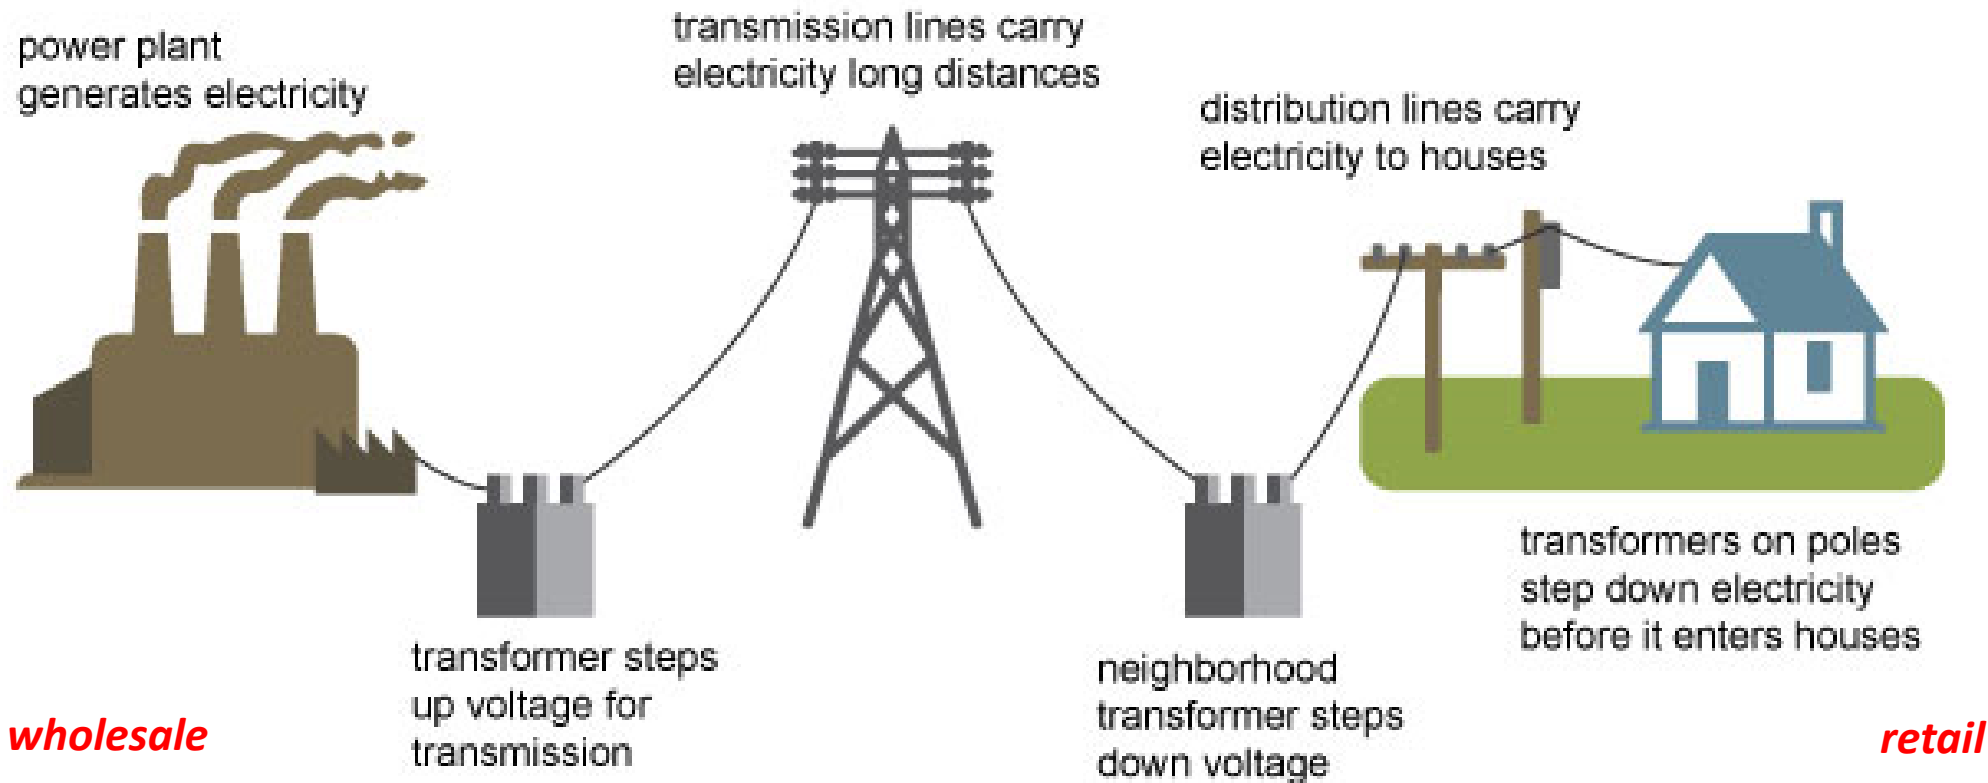 power plant
generates electricity
transmission lines carry
electricity long distances
distribution lines carry
electricity to houses
transformer steps
up voltage for
transmission
neighborhood
transformer steps
down voltage
transformers on poles
step down electricity
before it enters houses
wholesale
retail